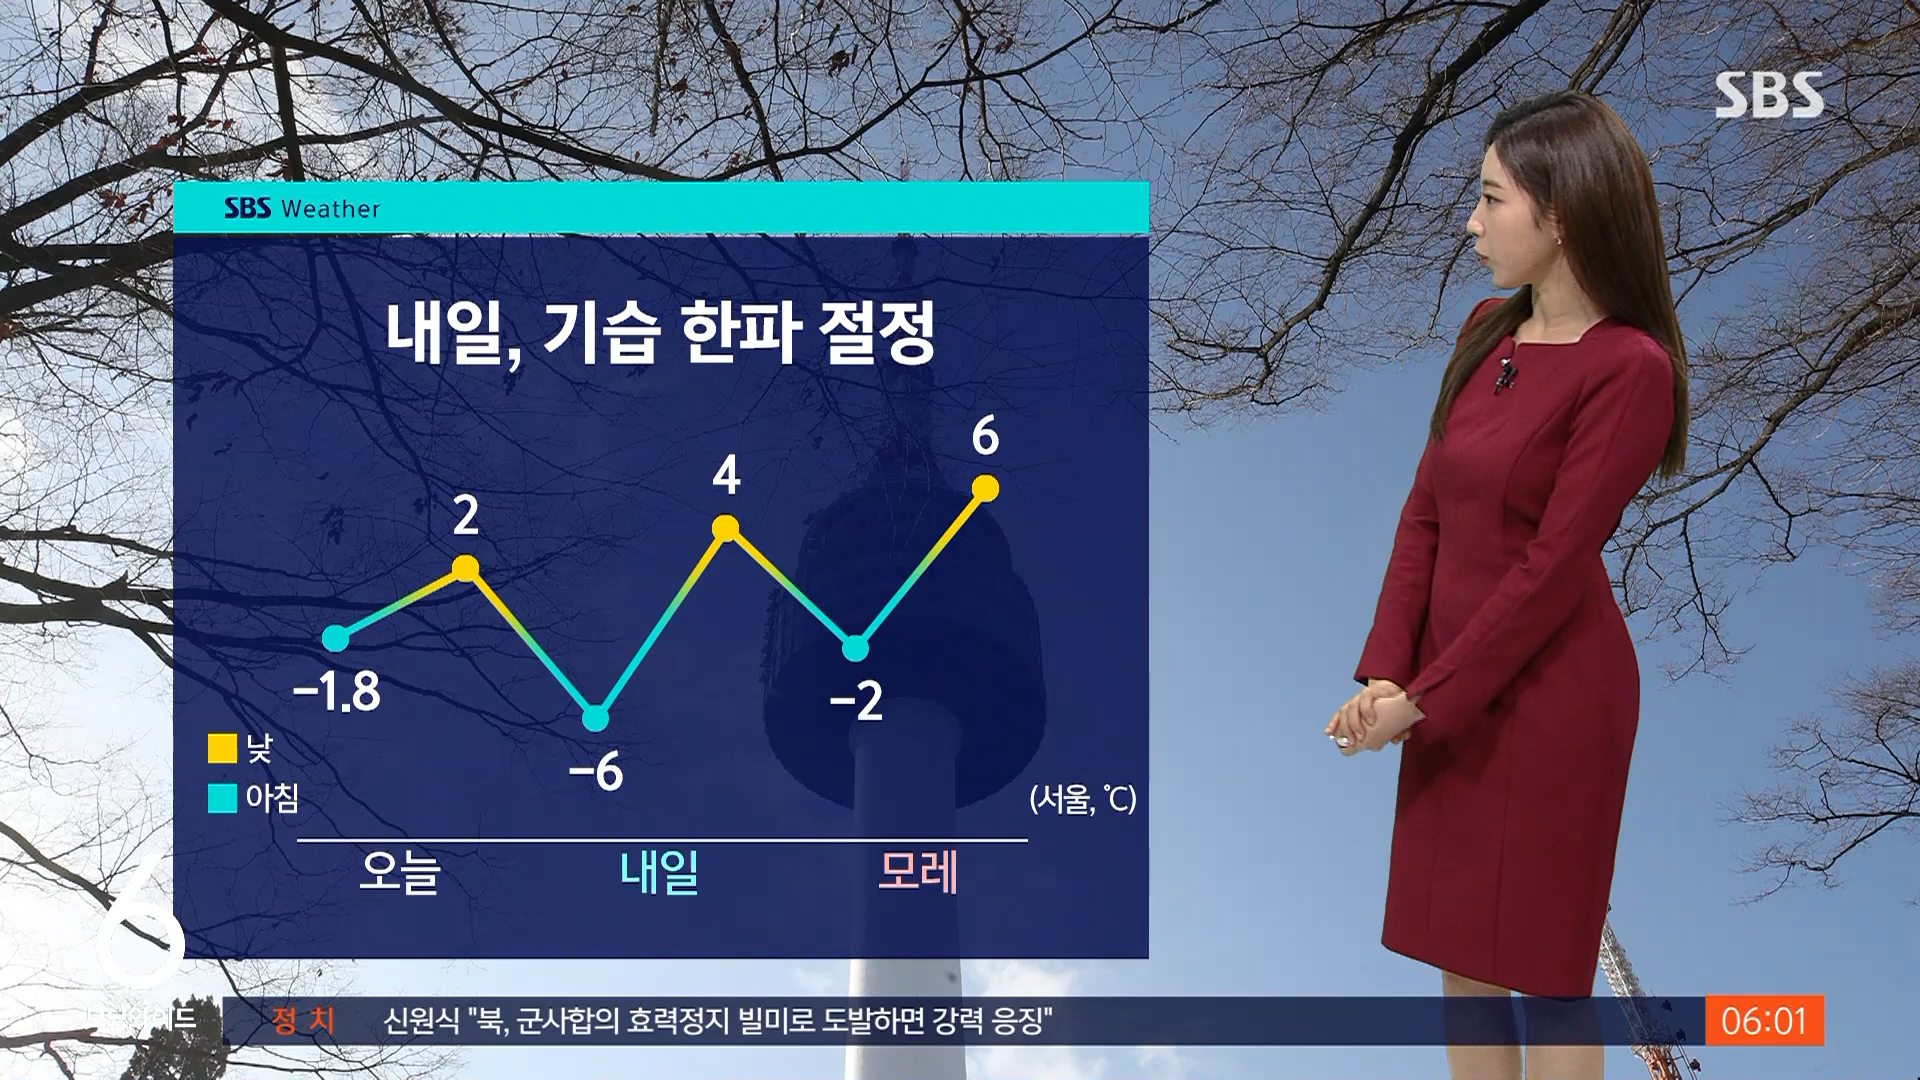 SBS
SBS Weather
내일, 기습 한파 절정
6
4
2
-1.8
-2
-6
낮
아침
(서울, ℃)
오늘
내일
모레
6
정치
신원식 "북, 군사합의 효력정지 빌미로 도발하면 강력 응징"
06:01